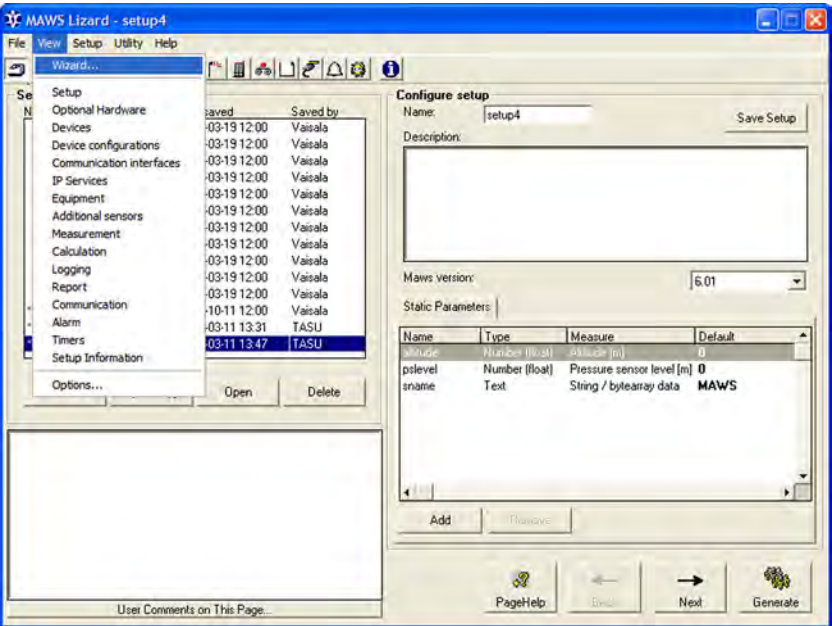 MAWS Lizard - setup4
File View Setup Utility Help
Wizard...
Setup
Optional Hardware
Devices
Device configurations
Communication interfaces
IP Services
Equipment
Additional sensors
Measurement
Calculation
Logging
Report
Communication
Alarm
Timers
Setup Information
Options...
Se
N saved Saved by
-03-19 12:00 Vaisala
-03-19 12:00 Vaisala
-03-19 12:00 Vaisala
-03-19 12:00 Vaisala
-03-19 12:00 Vaisala
-03-19 12:00 Vaisala
-03-19 12:00 Vaisala
-03-19 12:00 Vaisala
-03-19 12:00 Vaisala
-03-19 12:00 Vaisala
-10-11 12:00 Vaisala
-03-11 13:31 TASU
-03-11 13:47 TASU
Open Delete
User Comments on This Page...
Configure setup
Name: setup4 Save Setup
Description:
Maws version: 6.01
Static Parameters
Name Type Measure Default
altitude Number (float) Altitude [m] 0
pslevel Number (float) Pressure sensor level [m] 0
sname Text String / bytearray data MAWS
Add Remove
PageHelp Back Next Generate